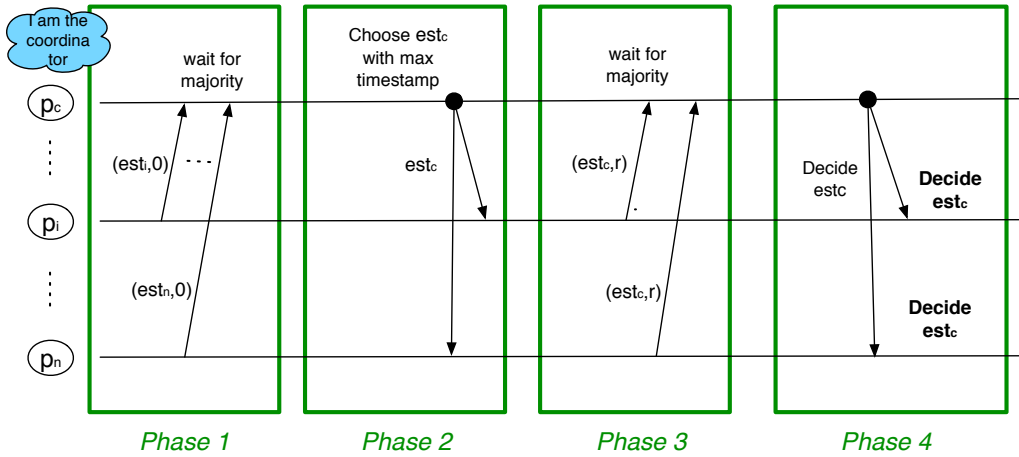 I am the
coordina
tor
wait for
majority
Choose estc
with max
timestamp
wait for
majority
pc
(esti,0)
....
estc
(estc,r)
Decide
estc
Decide
estc
pi
(estn,0)
(estc,r)
Decide
estc
pn
Phase 1
Phase 2
Phase 3
Phase 4